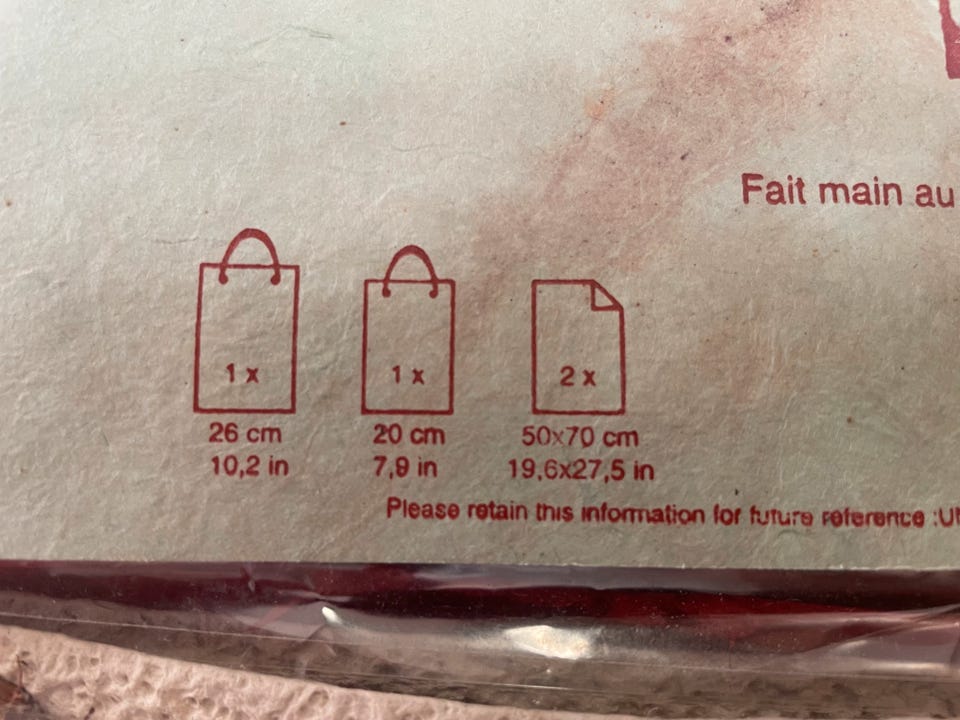 Fait main au
1 x
1 x
2 x
26 cm
20 cm
50x70 cm
10,2 in
7,9 in
19,6x27,5 in
Please retain this information for future reference :UN